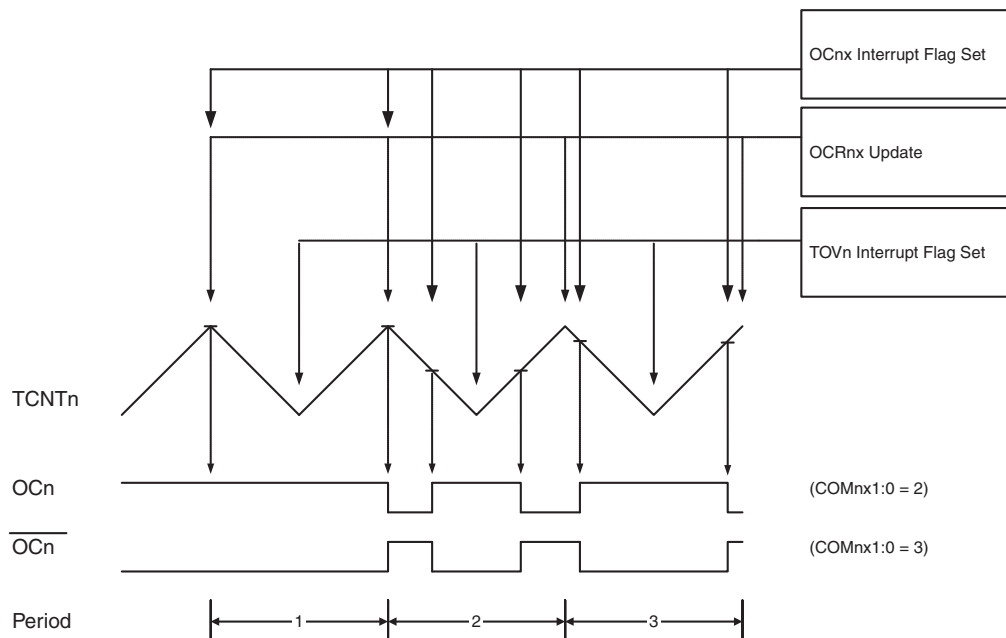 OCnx Interrupt Flag Set
OCRnx Update
TOVn Interrupt Flag Set
TCNTn
OCn
(COMnx1:0 = 2)
OCn
(COMnx1:0 = 3)
Period
1
2
3